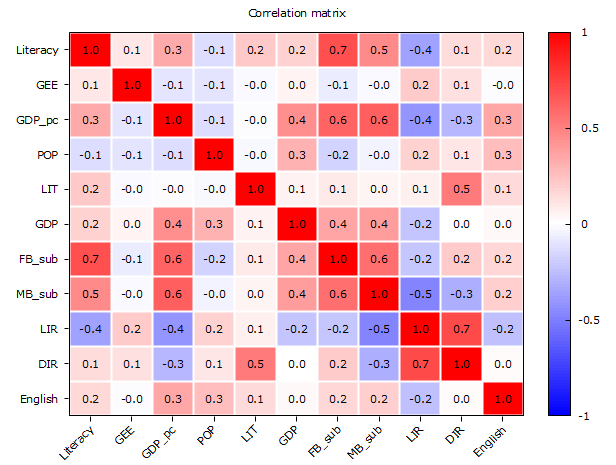 Correlation matrix
Literacy 1.0 0.1 0.3 -0.1 0.2 0.2 0.7 0.5 -0.4 0.1 0.2 1
GEE 0.1 1.0 -0.1 -0.1 -0.0 0.0 -0.1 -0.0 0.2 0.1 -0.0
GDP_pc 0.3 -0.1 1.0 -0.1 -0.0 0.4 0.6 0.6 -0.4 -0.3 0.3 0.5
POP -0.1 -0.1 -0.1 1.0 -0.0 0.3 -0.2 -0.0 0.2 0.1 0.3
LIT 0.2 -0.0 -0.0 -0.0 1.0 0.1 0.1 0.0 0.1 0.5 0.1
GDP 0.2 0.0 0.4 0.3 0.1 1.0 0.4 0.4 -0.2 0.0 0.0 0
FB_sub 0.7 -0.1 0.6 -0.2 0.1 0.4 1.0 0.6 -0.2 0.2 0.2
MB_sub 0.5 -0.0 0.6 -0.0 0.0 0.4 0.6 1.0 -0.5 -0.3 0.2
LIR -0.4 0.2 -0.4 0.2 0.1 -0.2 -0.2 -0.5 1.0 0.7 -0.2 -0.5
DIR 0.1 0.1 -0.3 0.1 0.5 0.0 0.2 -0.3 0.7 1.0 0.0
English 0.2 -0.0 0.3 0.3 0.1 0.0 0.2 0.2 -0.2 0.0 1.0 -1
Literacy GEE GDP_pc POP LIT GDP FB_sub MB_sub LIR DIR English